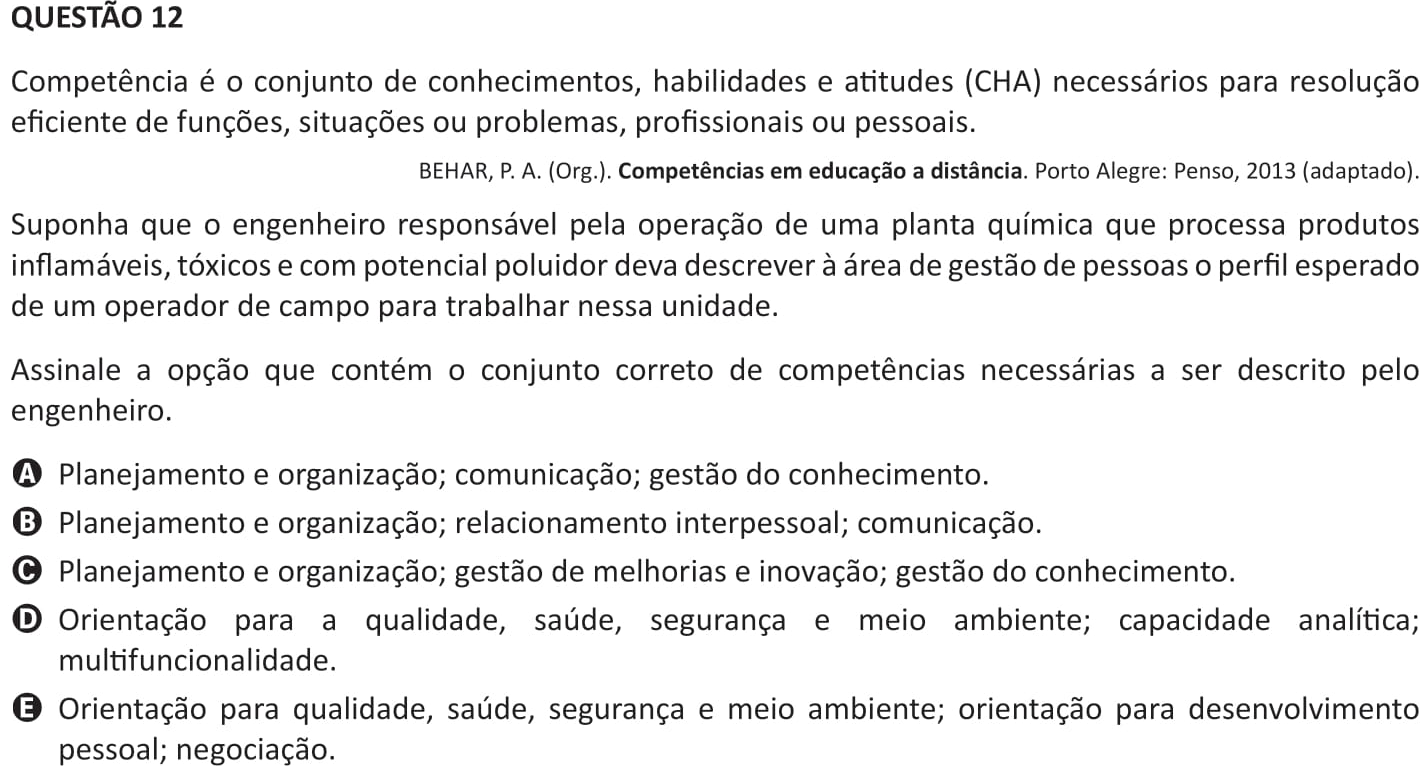 QUESTÃO 12
Competência é o conjunto de conhecimentos, habilidades e atitudes (CHA) necessários para resolução
eficiente de funções, situações ou problemas, profissionais ou pessoais.
BEHAR, P. A. (Org.). Competências em educação a distância. Porto Alegre: Penso, 2013 (adaptado).
Suponha que o engenheiro responsável pela operação de uma planta química que processa produtos
inflamáveis, tóxicos e com potencial poluidor deva descrever à área de gestão de pessoas o perfil esperado
de um operador de campo para trabalhar nessa unidade.
Assinale a opção que contém o conjunto correto de competências necessárias a ser descrito pelo
engenheiro.
A Planejamento e organização; comunicação; gestão do conhecimento.
B Planejamento e organização; relacionamento interpessoal; comunicação.
C Planejamento e organização; gestão de melhorias e inovação; gestão do conhecimento.
D Orientação para a qualidade, saúde, segurança e meio ambiente; capacidade analítica;
multifuncionalidade.
E Orientação para qualidade, saúde, segurança e meio ambiente; orientação para desenvolvimento
pessoal; negociação.